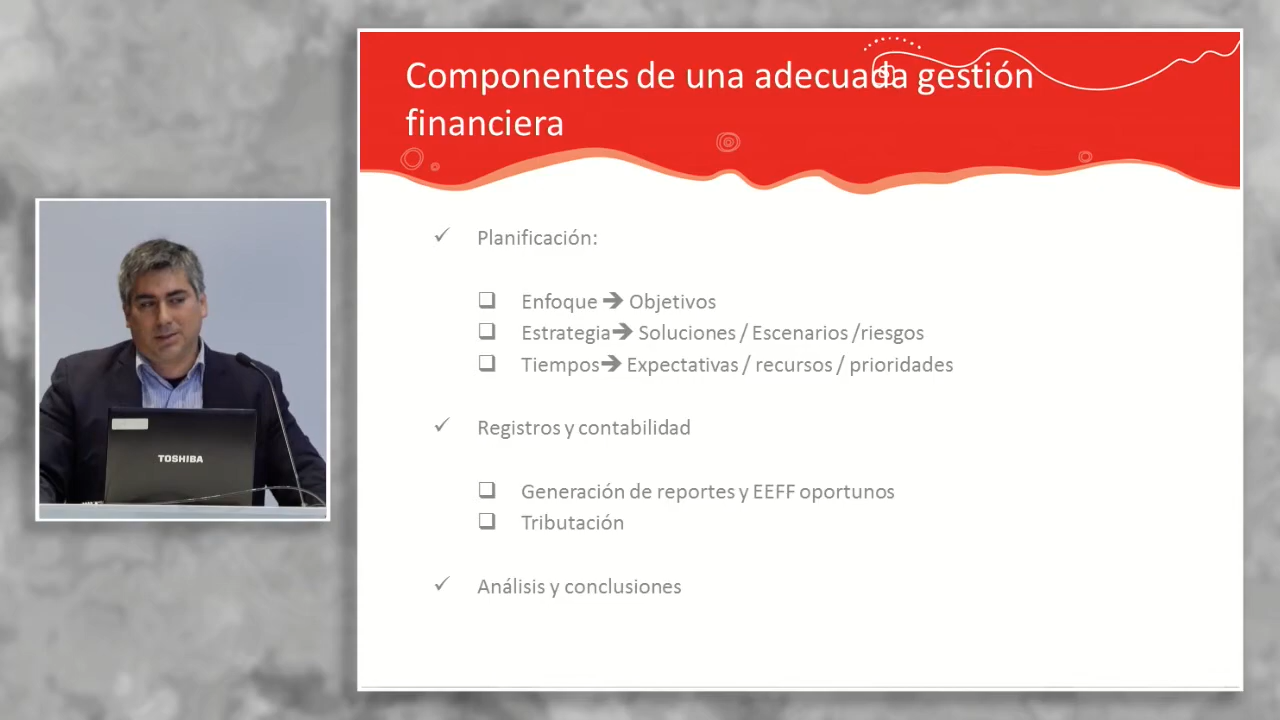 Componentes de una adecuada gestión
financiera
✓ Planificación:
❑ Enfoque ➔ Objetivos
❑ Estrategia➔ Soluciones / Escenarios /riesgos
❑ Tiempos➔ Expectativas / recursos / prioridades
✓ Registros y contabilidad
❑ Generación de reportes y EEFF oportunos
❑ Tributación
✓ Análisis y conclusiones
TOSHIBA